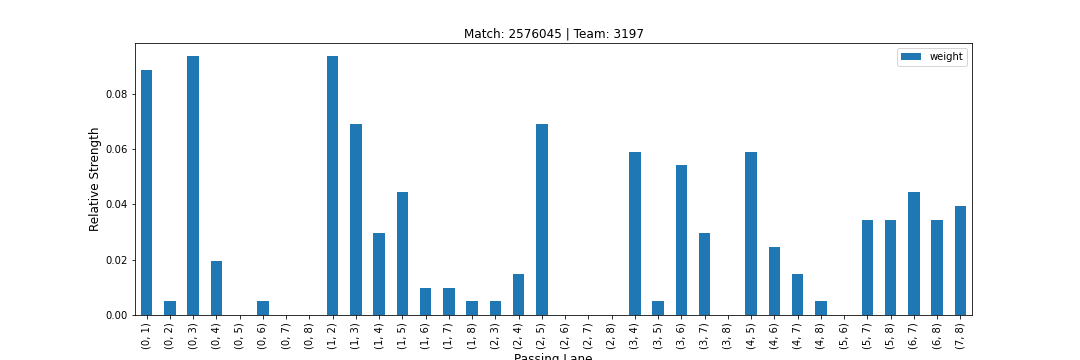 Match: 2576045 | Team: 3197
weight
Relative Strength
0.08
0.06
0.04
0.02
0.00
(0, 1) (0, 2) (0, 3) (0, 4) (0, 5) (0, 6) (0, 7) (0, 8) (1, 2) (1, 3) (1, 4) (1, 5) (1, 6) (1, 7) (1, 8) (2, 3) (2, 4) (2, 5) (2, 6) (2, 7) (2, 8) (3, 4) (3, 5) (3, 6) (3, 7) (3, 8) (4, 5) (4, 6) (4, 7) (4, 8) (5, 6) (5, 7) (5, 8) (6, 7) (6, 8) (7, 8)
Passing Lane